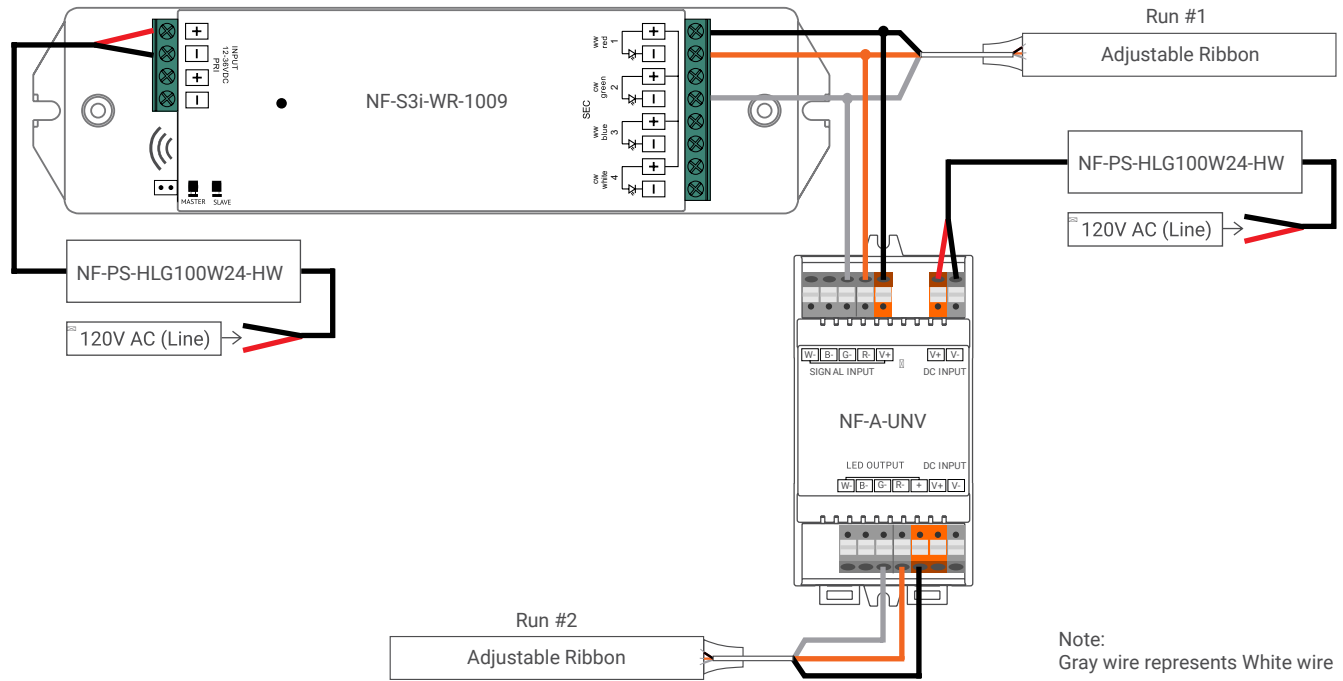 Run #1
Adjustable Ribbon
+
−
+
−
INPUT
12-36VDC
PRI
NF-S3i-WR-1009
SEC
ww
red
1
cw
green
2
ww
blue
3
cw
white
4
+
−
+
−
+
−
+
−
MASTER SLAVE
NF-PS-HLG100W24-HW
120V AC (Line)
NF-PS-HLG100W24-HW
120V AC (Line)
W- B- G- R- V+ V+ V-
SIGNAL INPUT DC INPUT
NF-A-UNV
LED OUTPUT DC INPUT
W- B- G- R- + V+ V-
Run #2
Adjustable Ribbon
Note:
Gray wire represents White wire